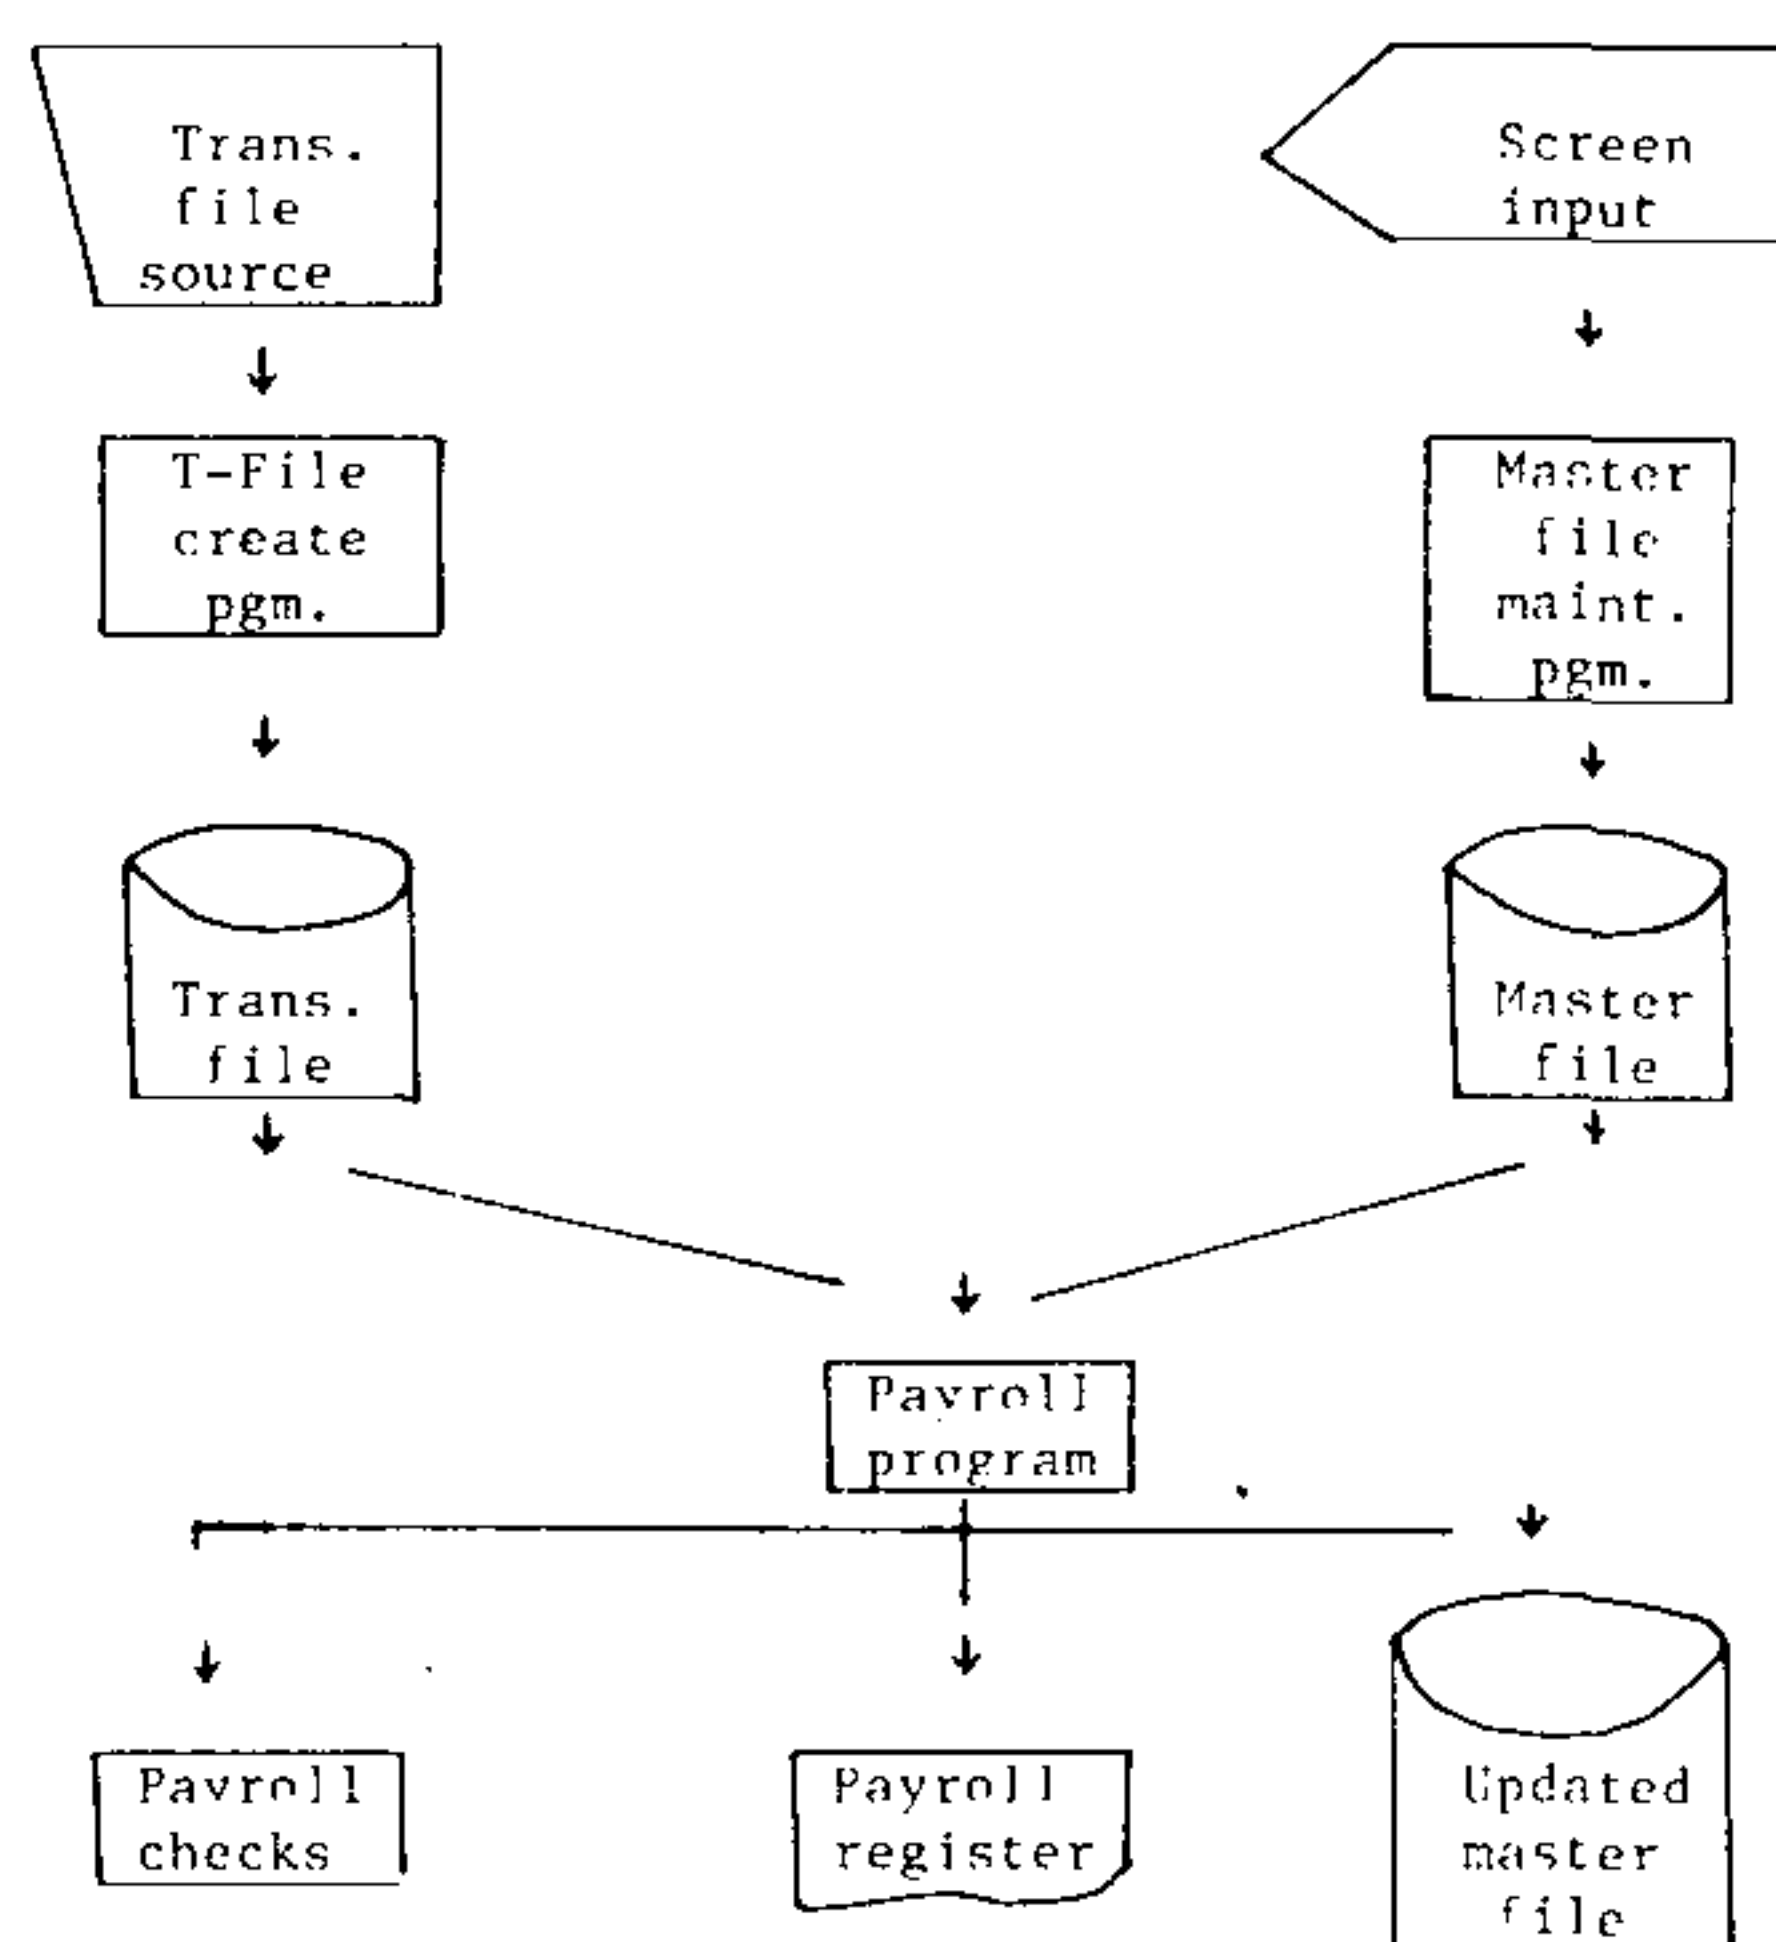 Trans.
file
source
Screen
input
T-File
create
pgm.
Master
file
maint.
pgm.
Trans.
file
Master
file
Payroll
program
Payroll
checks
Payroll
register
Updated
master
file